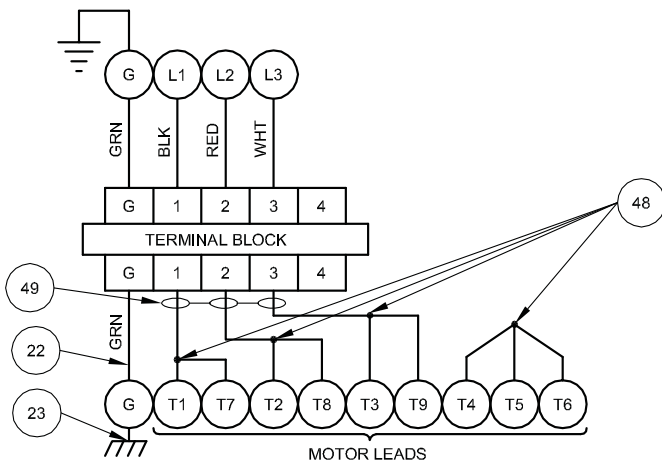 G L1 L2 L3
GRN BLK RED WHT
G 1 2 3 4
48
TERMINAL BLOCK
G 1 2 3 4
49
GRN
22
23
G T1 T7 T2 T8 T3 T9 T4 T5 T6
MOTOR LEADS